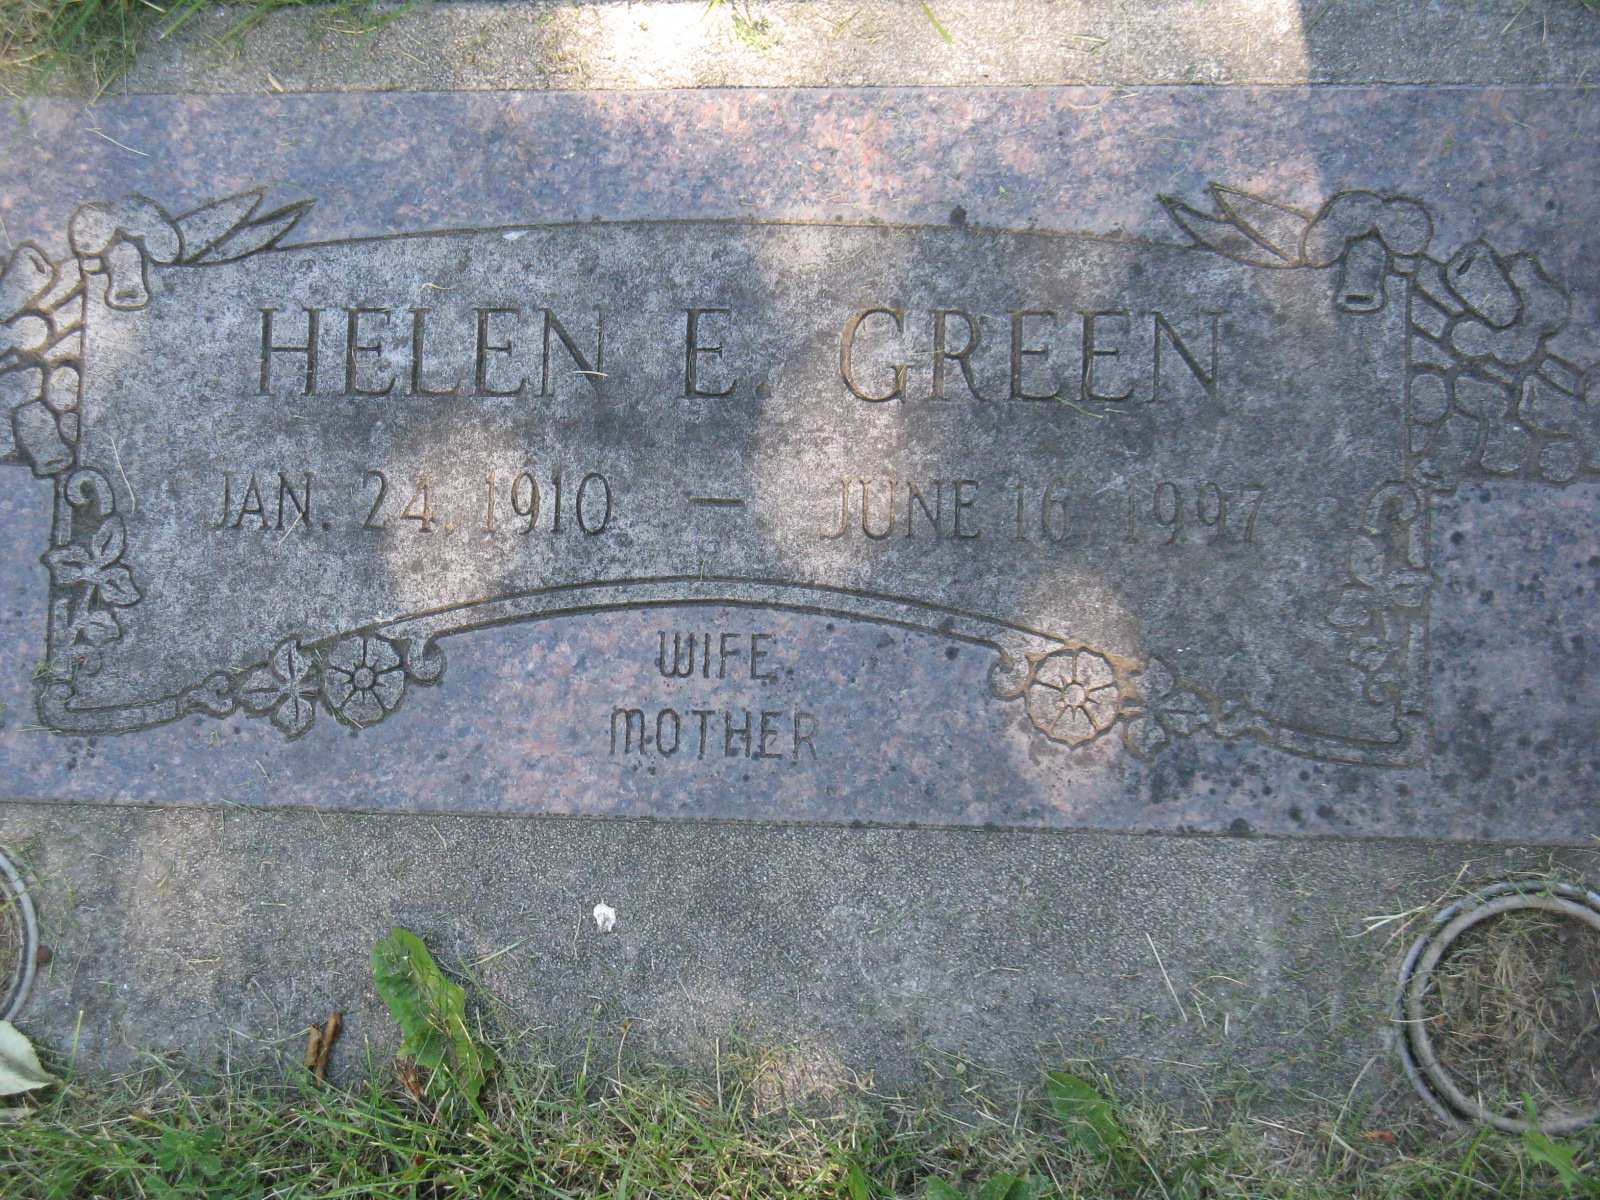 HELEN E. GREEN
JAN. 24, 1910 — JUNE 16, 1997
WIFE
MOTHER